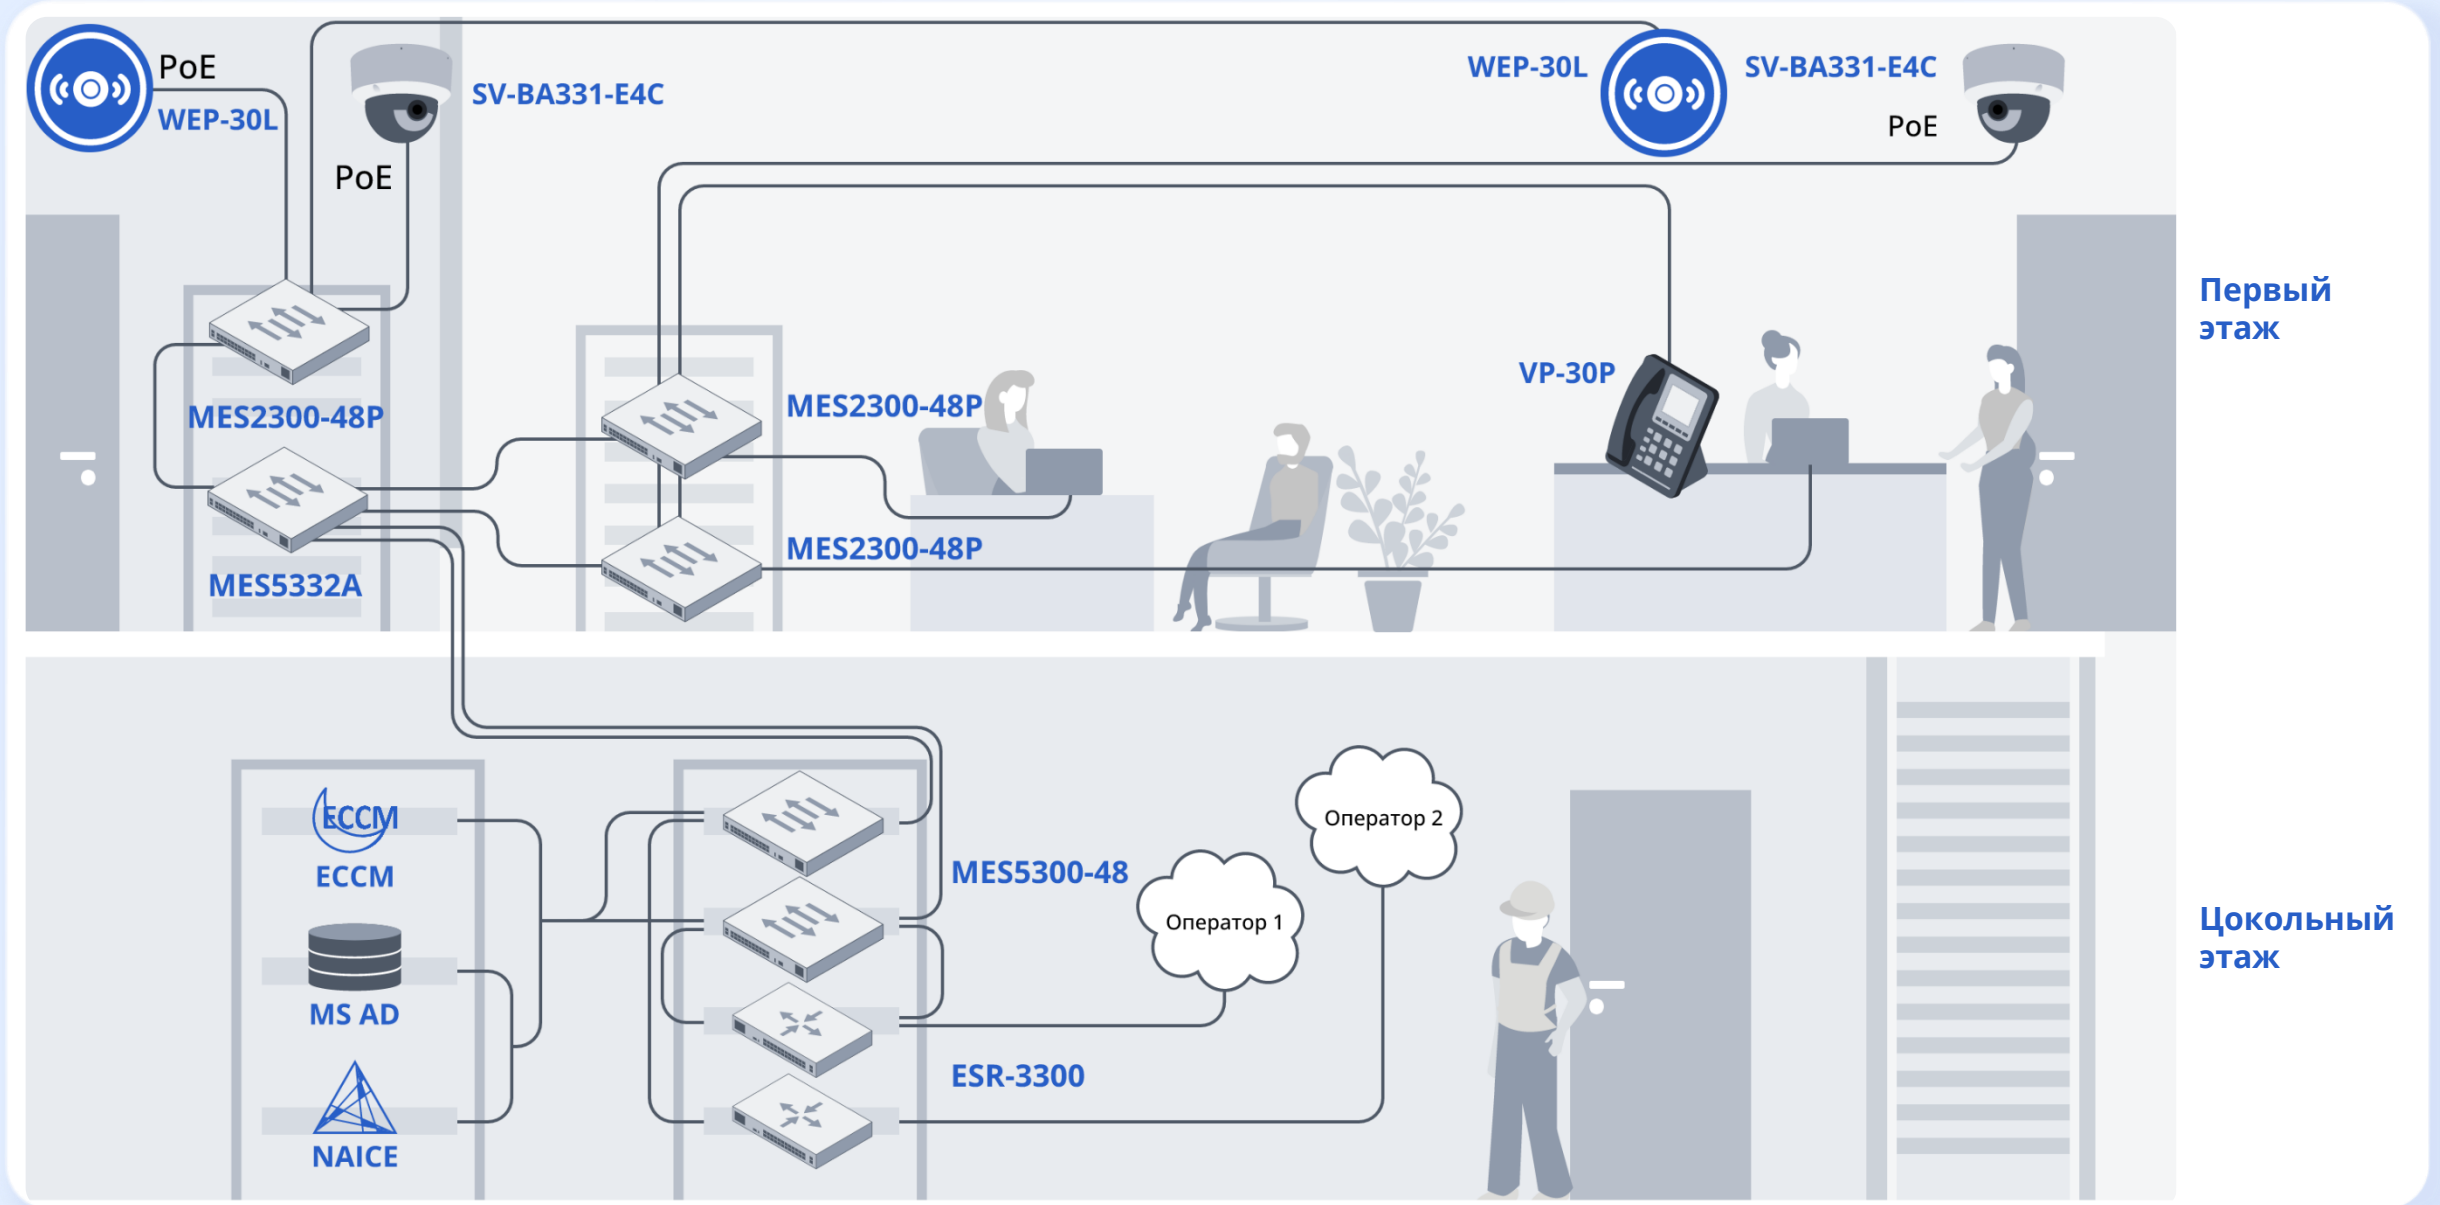 PoE
WEP-30L
SV-BA331-E4C
PoE
WEP-30L
SV-BA331-E4C
PoE
Первый
этаж
MES2300-48P
MES5332A
MES2300-48P
MES2300-48P
VP-30P
ECCM
ECCM
MS AD
NAICE
MES5300-48
ESR-3300
Оператор 1
Оператор 2
Цокольный
этаж